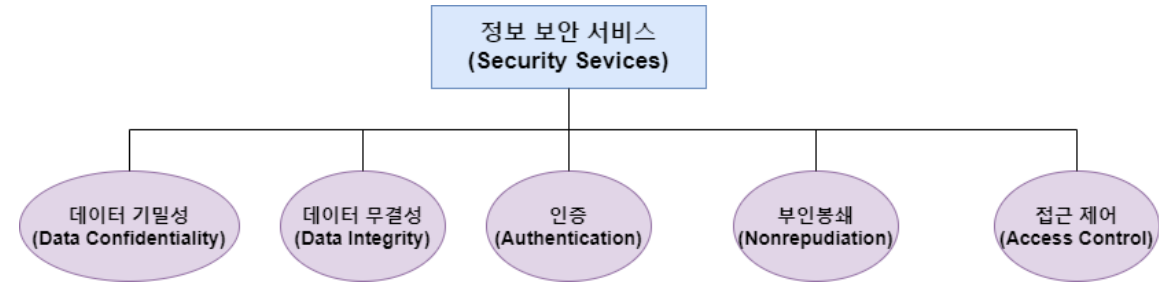 정보 보안 서비스
(Security Sevices)
데이터 기밀성
(Data Confidentiality)
데이터 무결성
(Data Integrity)
인증
(Authentication)
부인봉쇄
(Nonrepudiation)
접근 제어
(Access Control)